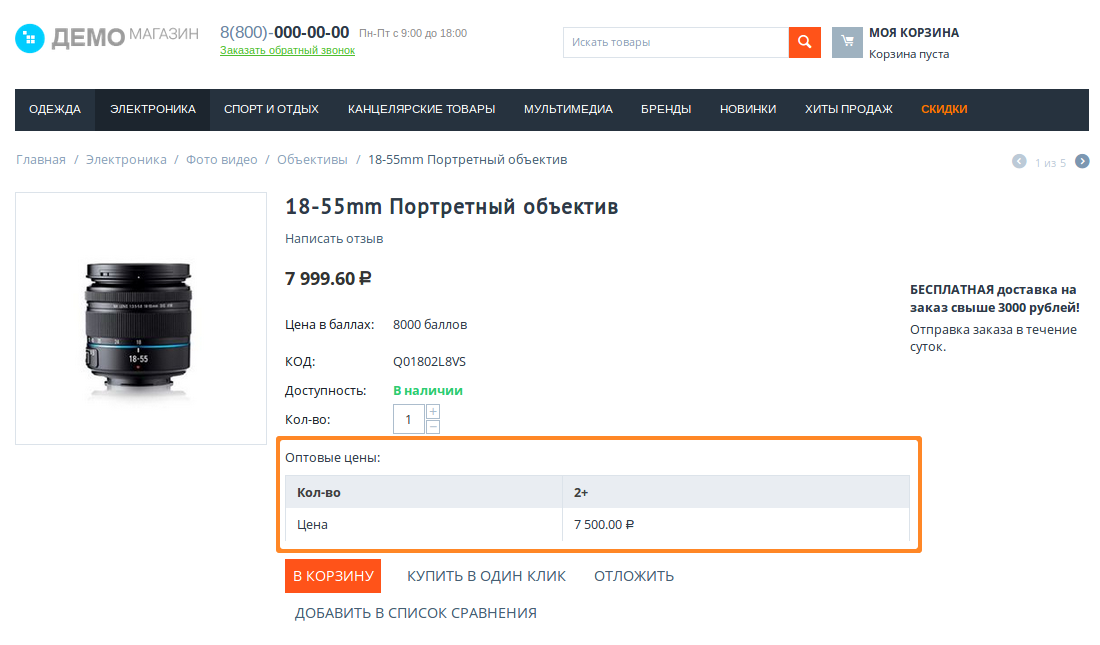 ДЕМО МАГАЗИН
8(800)-000-00-00 Пн-Пт с 9:00 до 18:00
Заказать обратный звонок
Искать товары
МОЯ КОРЗИНА
Корзина пуста
ОДЕЖДА ЭЛЕКТРОНИКА СПОРТ И ОТДЫХ КАНЦЕЛЯРСКИЕ ТОВАРЫ МУЛЬТИМЕДИА БРЕНДЫ НОВИНКИ ХИТЫ ПРОДАЖ СКИДКИ
Главная / Электроника / Фото видео / Объективы / 18-55mm Портретный объектив
1 из 5
18-55
18-55mm Портретный объектив
Написать отзыв
7 999.60 ₽
Цена в баллах: 8000 баллов
КОД: Q01802L8VS
Доступность: В наличии
Кол-во: 1 + −
БЕСПЛАТНАЯ доставка на
заказ свыше 3000 рублей!
Отправка заказа в течение
суток.
Оптовые цены:
Кол-во 2+
Цена 7 500.00 ₽
В КОРЗИНУ КУПИТЬ В ОДИН КЛИК ОТЛОЖИТЬ
ДОБАВИТЬ В СПИСОК СРАВНЕНИЯ